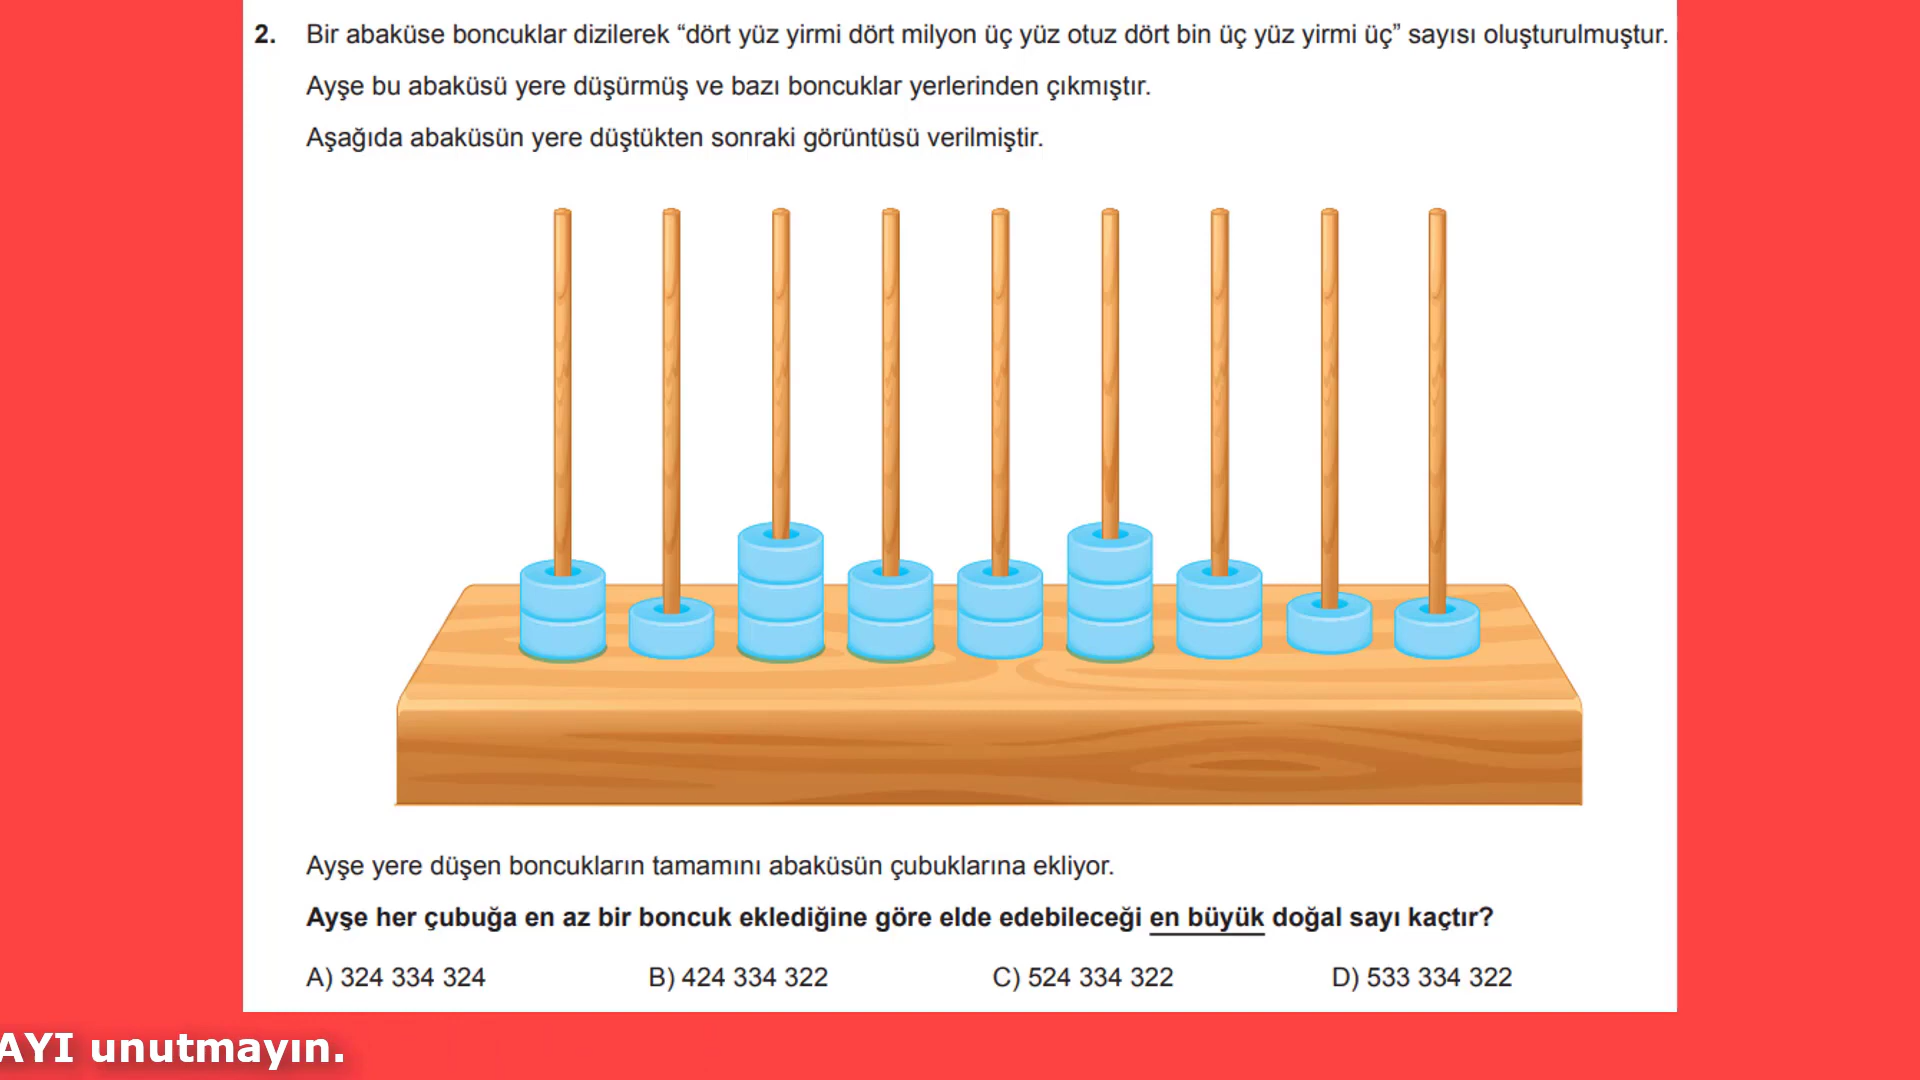 2. Bir abaküse boncuklar dizilerek “dört yüz yirmi dört milyon üç yüz otuz dört bin üç yüz yirmi üç” sayısı oluşturulmuştur.
Ayşe bu abaküsü yere düşürmüş ve bazı boncuklar yerlerinden çıkmıştır.
Aşağıda abaküsün yere düştükten sonraki görüntüsü verilmiştir.
Ayşe yere düşen boncukların tamamını abaküsün çubuklarına ekliyor.
Ayşe her çubuğa en az bir boncuk eklediğine göre elde edebileceği en büyük doğal sayı kaçtır?
A) 324 334 324 B) 424 334 322 C) 524 334 322 D) 533 334 322
AYI unutmayın.